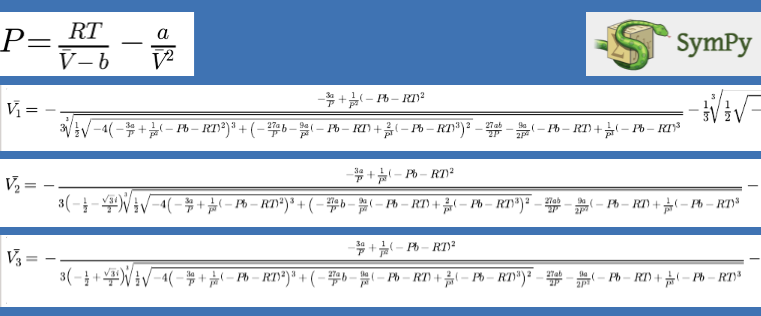 P = \frac{RT}{\bar{V} - b} - \frac{a}{\bar{V}^2}
SymPy
\bar{V_1} = - \frac{-\frac{3a}{P} + \frac{1}{P^2}(-Pb - RT)^2}{3\sqrt[3]{\frac{1}{2}\sqrt{-4\left(-\frac{3a}{P} + \frac{1}{P^2}(-Pb - RT)^2\right)^3 + \left(-\frac{27a}{P}b - \frac{9a}{P^2}(-Pb - RT) + \frac{2}{P^3}(-Pb - RT)^3\right)^2} - \frac{27ab}{2P} - \frac{9a}{2P^2}(-Pb - RT) + \frac{1}{P^3}(-Pb - RT)^3}} - \frac{1}{3}\sqrt[3]{\frac{1}{2}\sqrt{-
\bar{V_2} = - \frac{-\frac{3a}{P} + \frac{1}{P^2}(-Pb - RT)^2}{3\left(-\frac{1}{2} - \frac{\sqrt{3}i}{2}\right)\sqrt[3]{\frac{1}{2}\sqrt{-4\left(-\frac{3a}{P} + \frac{1}{P^2}(-Pb - RT)^2\right)^3 + \left(-\frac{27a}{P}b - \frac{9a}{P^2}(-Pb - RT) + \frac{2}{P^3}(-Pb - RT)^3\right)^2} - \frac{27ab}{2P} - \frac{9a}{2P^2}(-Pb - RT) + \frac{1}{P^3}(-Pb - RT)^3}} -
\bar{V_3} = - \frac{-\frac{3a}{P} + \frac{1}{P^2}(-Pb - RT)^2}{3\left(-\frac{1}{2} + \frac{\sqrt{3}i}{2}\right)\sqrt[3]{\frac{1}{2}\sqrt{-4\left(-\frac{3a}{P} + \frac{1}{P^2}(-Pb - RT)^2\right)^3 + \left(-\frac{27a}{P}b - \frac{9a}{P^2}(-Pb - RT) + \frac{2}{P^3}(-Pb - RT)^3\right)^2} - \frac{27ab}{2P} - \frac{9a}{2P^2}(-Pb - RT) + \frac{1}{P^3}(-Pb - RT)^3}} -